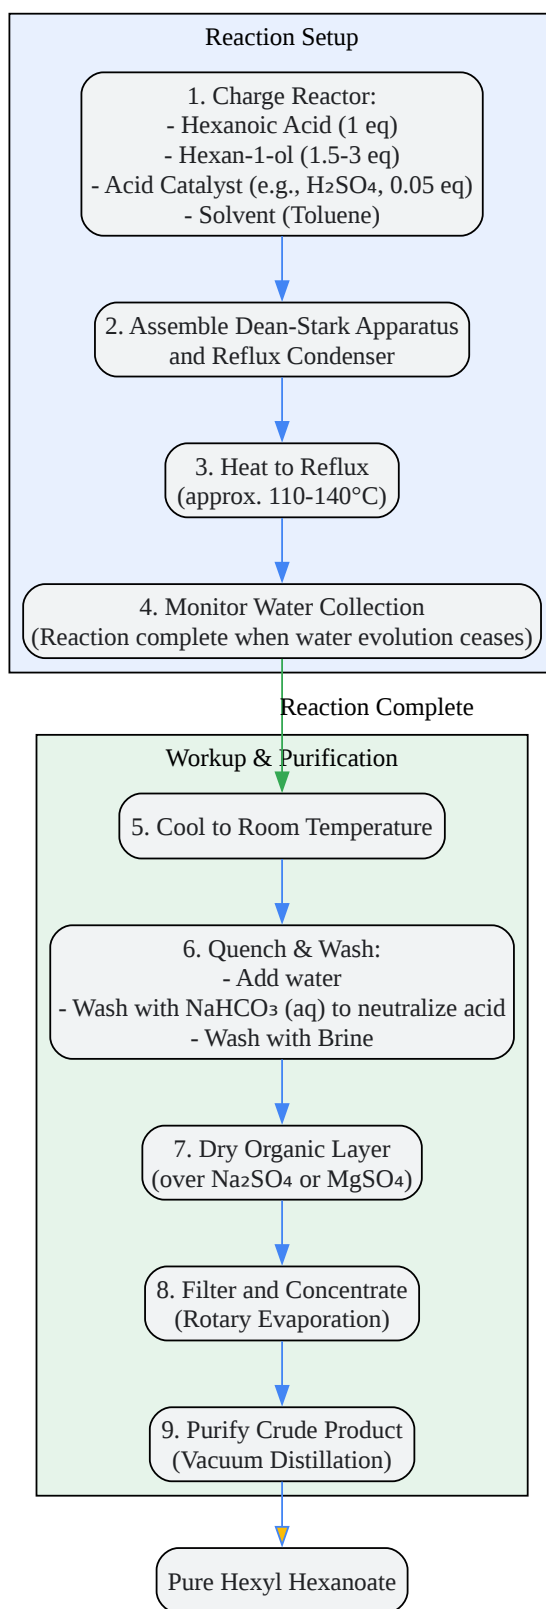 Reaction Setup
1. Charge Reactor:
- Hexanoic Acid (1 eq)
- Hexan-1-ol (1.5-3 eq)
- Acid Catalyst (e.g., H₂SO₄, 0.05 eq)
- Solvent (Toluene)
2. Assemble Dean-Stark Apparatus
and Reflux Condenser
3. Heat to Reflux
(approx. 110-140°C)
4. Monitor Water Collection
(Reaction complete when water evolution ceases)
Reaction Complete
Workup & Purification
5. Cool to Room Temperature
6. Quench & Wash:
- Add water
- Wash with NaHCO₃ (aq) to neutralize acid
- Wash with Brine
7. Dry Organic Layer
(over Na₂SO₄ or MgSO₄)
8. Filter and Concentrate
(Rotary Evaporation)
9. Purify Crude Product
(Vacuum Distillation)
Pure Hexyl Hexanoate